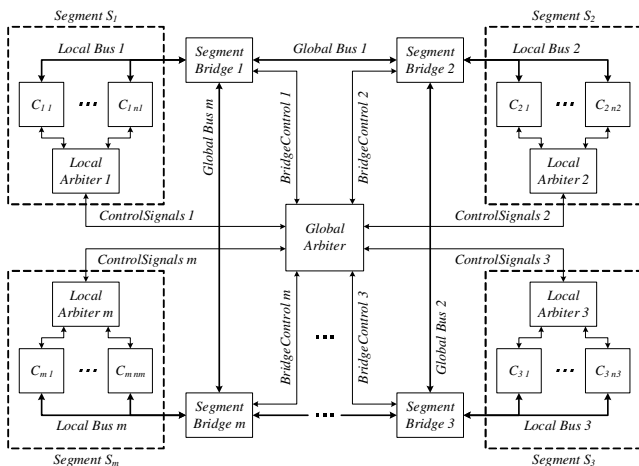 Segment S1
Segment S2
Local Bus 1
Segment
Bridge 1
Global Bus 1
Segment
Bridge 2
Local Bus 2
C1 1
...
C1 n1
C2 1
...
C2 n2
Global Bus m
BridgeControl 1
BridgeControl 2
Local
Arbiter 1
Local
Arbiter 2
ControlSignals 1
ControlSignals 2
Global
Arbiter
ControlSignals m
ControlSignals 3
Local
Arbiter m
Local
Arbiter 3
BridgeControl m
BridgeControl 3
Global Bus 2
...
Cm 1
...
Cm nm
C3 1
...
C3 n3
Local Bus m
Segment
Bridge m
...
Segment
Bridge 3
Local Bus 3
Segment Sm
Segment S3